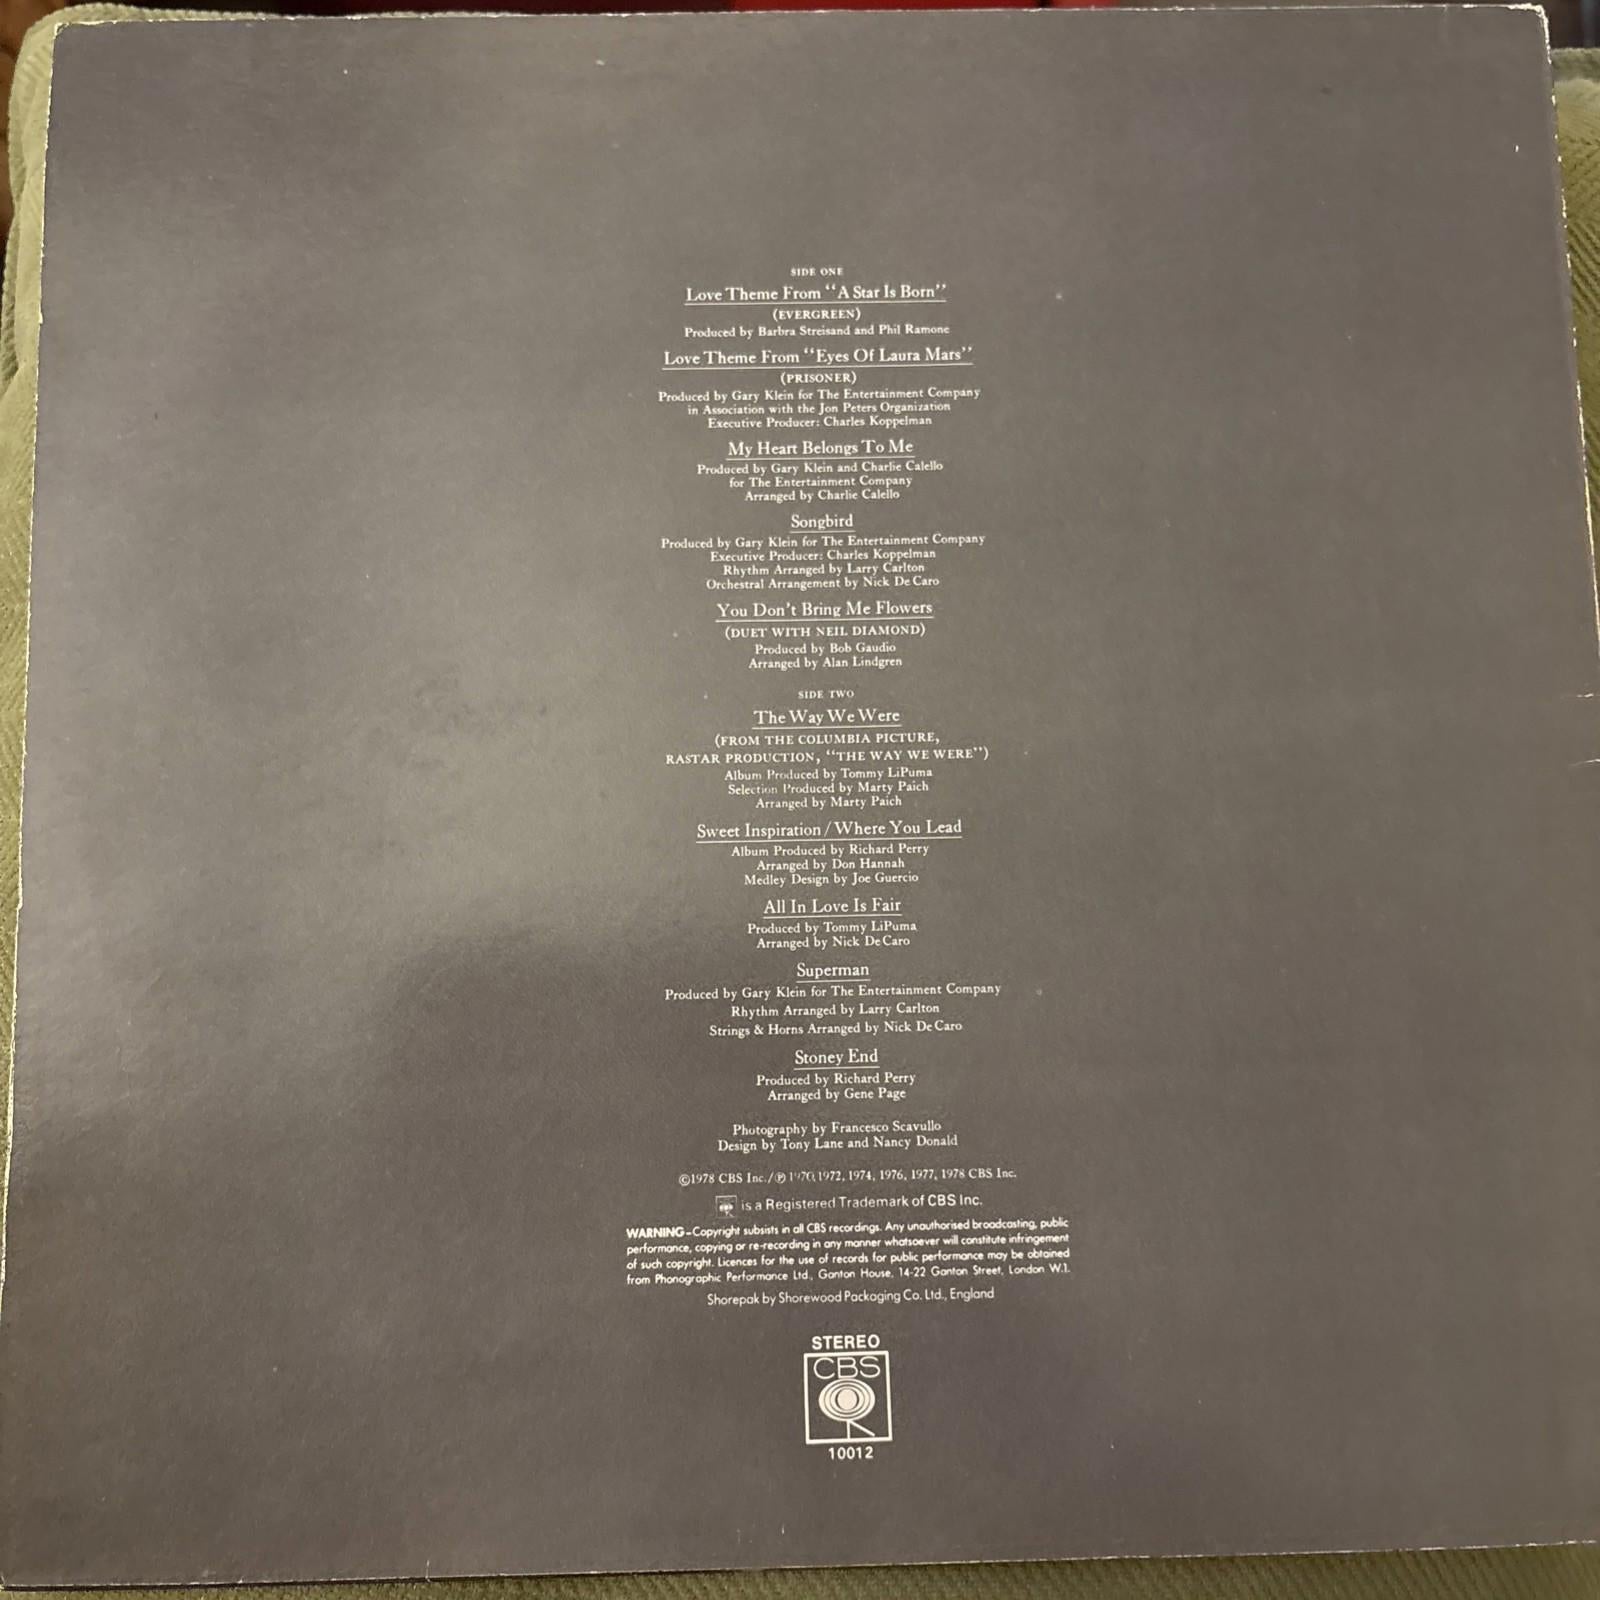 SIDE ONE
Love Theme From "A Star Is Born"
(EVERGREEN)
Produced by Barbra Streisand and Phil Ramone
Love Theme From "Eyes Of Laura Mars"
(PRISONER)
Produced by Gary Klein for The Entertainment Company
in Association with the Jon Peters Organization
Executive Producer: Charles Koppelman
My Heart Belongs To Me
Produced by Gary Klein and Charlie Calello
for The Entertainment Company
Arranged by Charlie Calello
Songbird
Produced by Gary Klein for The Entertainment Company
Executive Producer: Charles Koppelman
Rhythm Arranged by Larry Carlton
Orchestral Arrangement by Nick De Caro
You Don't Bring Me Flowers
(DUET WITH NEIL DIAMOND)
Produced by Bob Gaudio
Arranged by Alan Lindgren
SIDE TWO
The Way We Were
(FROM THE COLUMBIA PICTURE,
RASTAR PRODUCTION, "THE WAY WE WERE")
Album Produced by Tommy LiPuma
Selection Produced by Marty Paich
Arranged by Marty Paich
Sweet Inspiration/Where You Lead
Album Produced by Richard Perry
Arranged by Don Hannah
Medley Design by Joe Guercio
All In Love Is Fair
Produced by Tommy LiPuma
Arranged by Nick De Caro
Superman
Produced by Gary Klein for The Entertainment Company
Rhythm Arranged by Larry Carlton
Strings & Horns Arranged by Nick De Caro
Stoney End
Produced by Richard Perry
Arranged by Gene Page
Photography by Francesco Scavullo
Design by Tony Lane and Nancy Donald
©1978 CBS Inc./℗ 1970, 1972, 1974, 1976, 1977, 1978 CBS Inc.
is a Registered Trademark of CBS Inc.
WARNING-Copyright subsists in all CBS recordings. Any unauthorised broadcasting, public
performance, copying or re-recording in any manner whatsoever will constitute infringement
of such copyright. Licences for the use of records for public performance may be obtained
from Phonographic Performance Ltd., Ganton House, 14-22 Ganton Street, London W.1.
Shorepak by Shorewood Packaging Co. Ltd., England
STEREO
CBS
10012